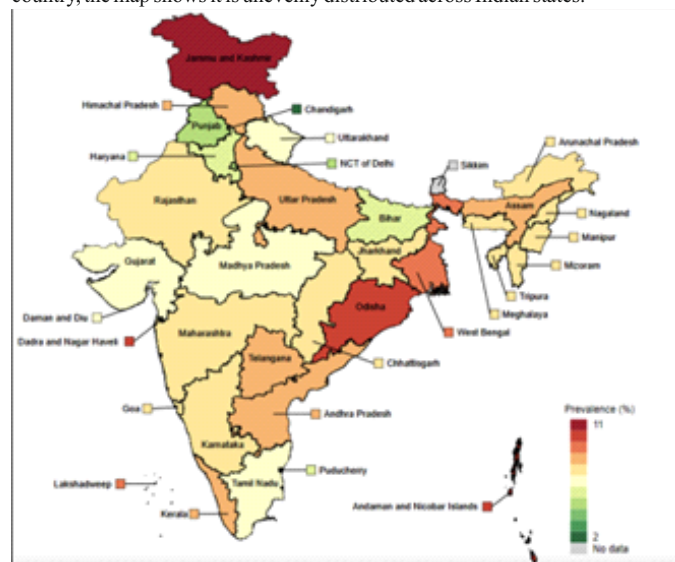 country, the map shows it is unevenly distributed across Indian states.
Jammu and Kashmir
Himachal Pradesh
Chandigarh
Punjab
Uttarakhand
Haryana
NCT of Delhi
Arunachal Pradesh
Sikkim
Rajasthan
Uttar Pradesh
Assam
Bihar
Nagaland
Jharkhand
Manipur
Gujarat
Madhya Pradesh
Mizoram
Tripura
Daman and Diu
Odisha
Meghalaya
Maharashtra
West Bengal
Dadra and Nagar Haveli
Telangana
Chhattisgarh
Goa
Andhra Pradesh
Prevalence (%)
11
Karnataka
Puducherry
Lakshadweep
Tamil Nadu
Andaman and Nicobar Islands
Kerala
2
No data